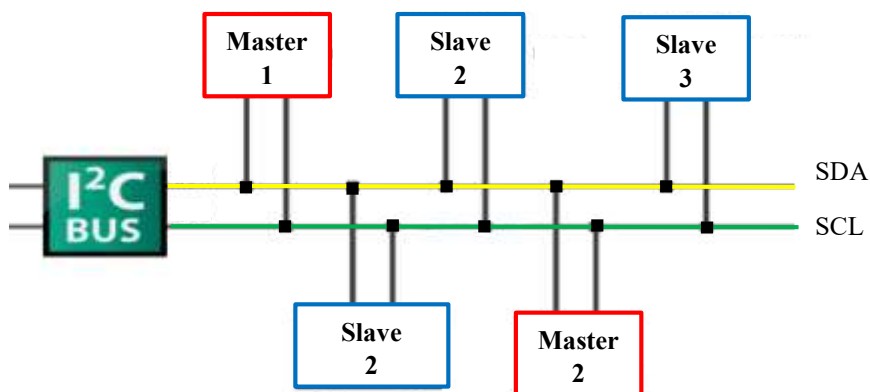 Master
1
Slave
2
Slave
3
I²C
BUS
SDA
SCL
Slave
2
Master
2